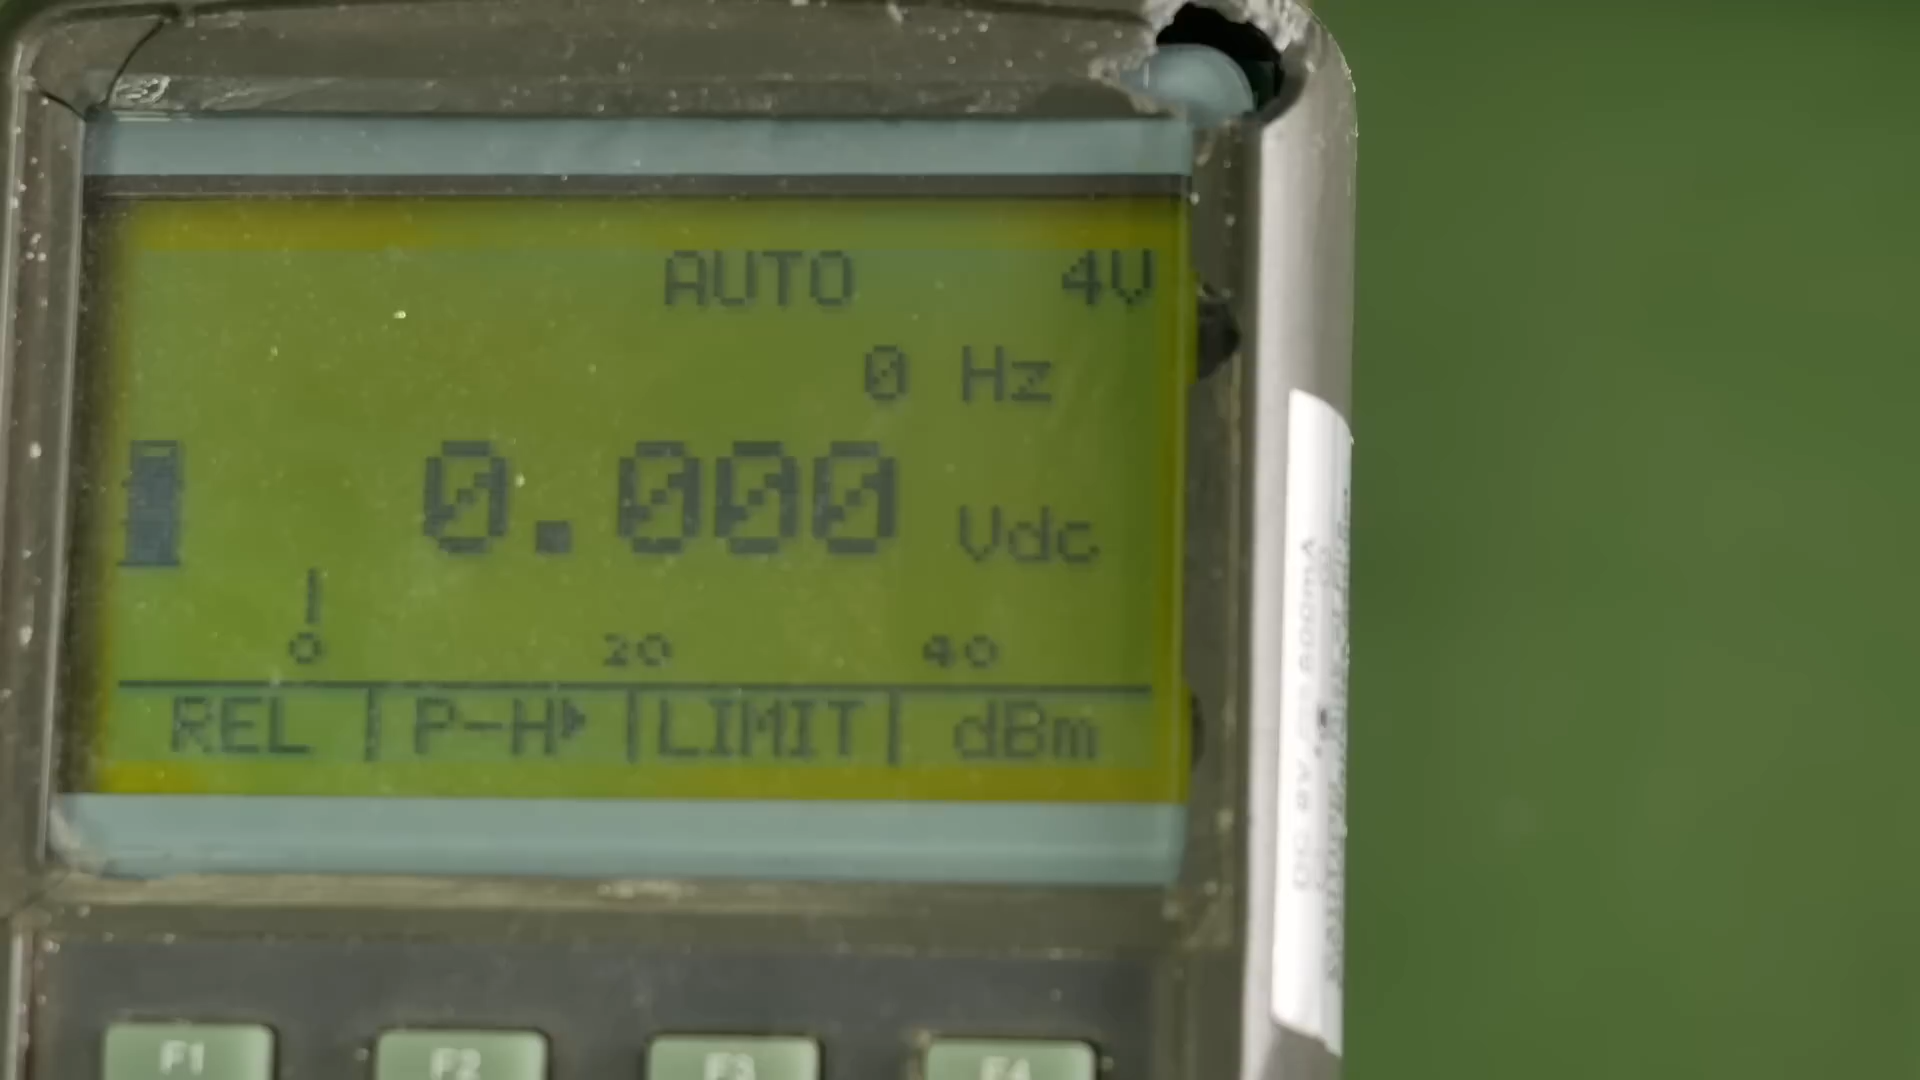 AUTO 4V
0 Hz
0.000 Vdc
0 20 40
REL P-H LIMIT dBm
F1 F2 F3 F4